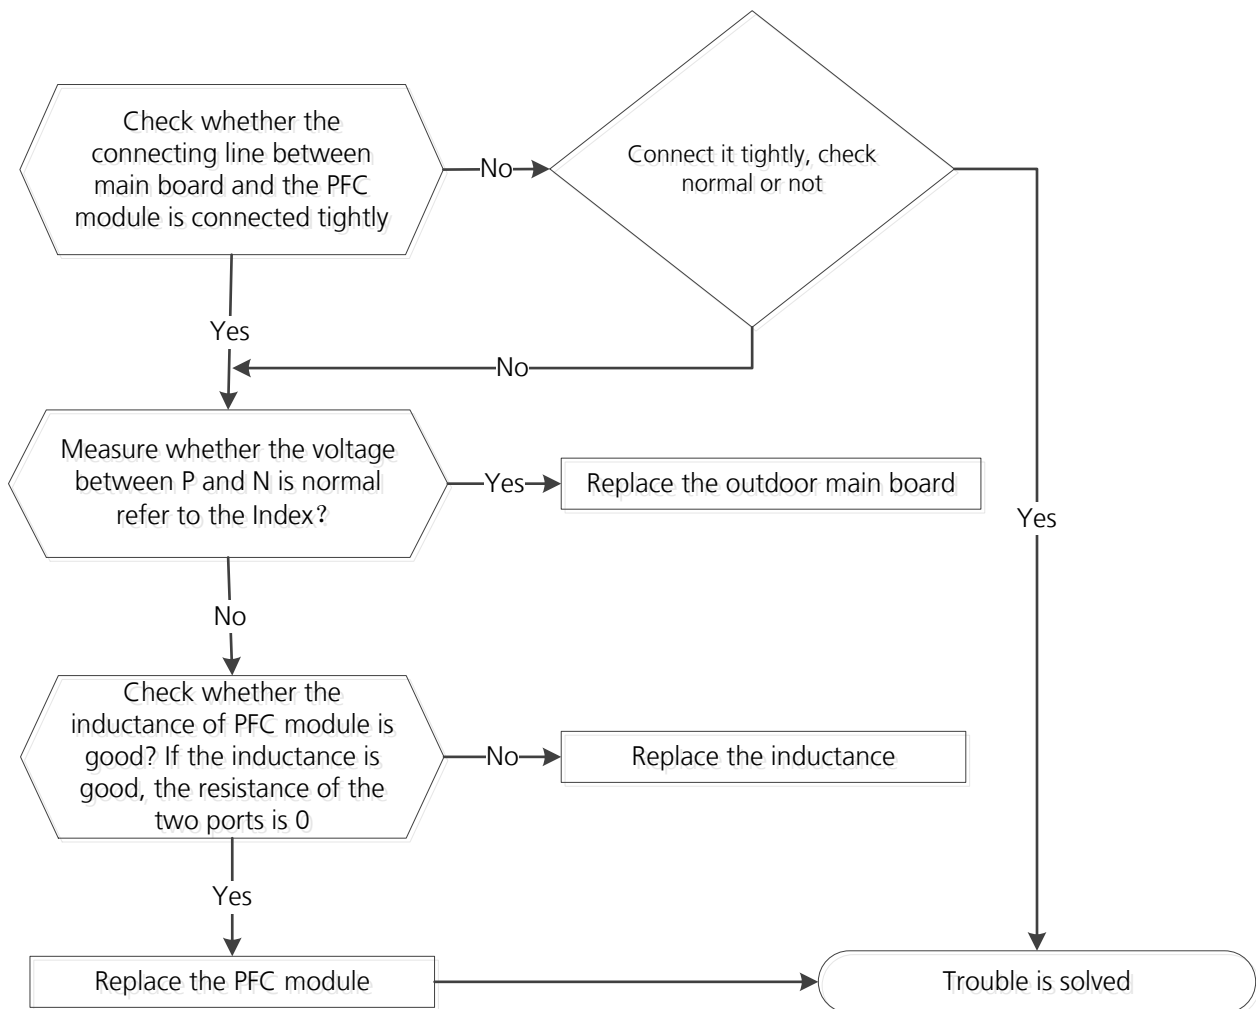 Check whether the
connecting line between
main board and the PFC
module is connected tightly
No
Connect it tightly, check
normal or not
Yes
No
Measure whether the voltage
between P and N is normal
refer to the Index?
Yes
Replace the outdoor main board
Yes
No
Check whether the
inductance of PFC module is
good? If the inductance is
good, the resistance of the
two ports is 0
No
Replace the inductance
Yes
Replace the PFC module
Trouble is solved